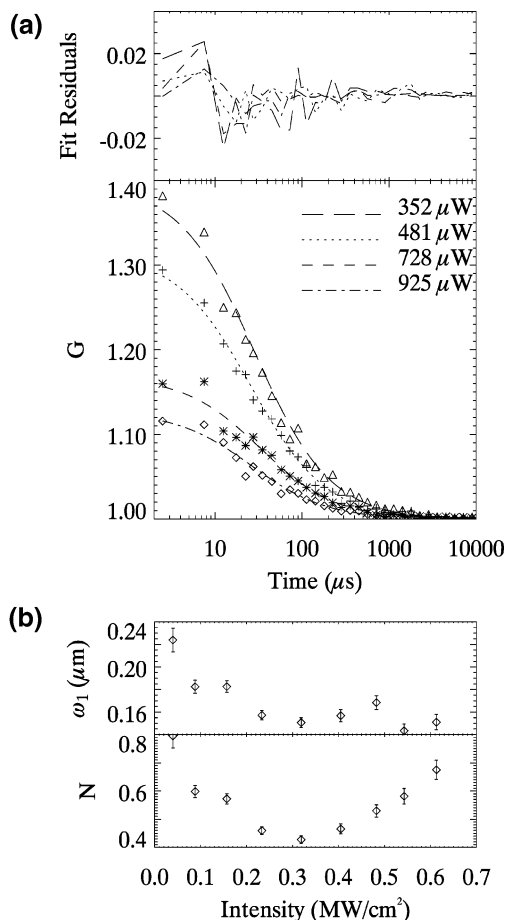 (a)
Fit Residuals
0.02
-0.02
G
1.40
1.30
1.20
1.10
1.00
352 μW
481 μW
728 μW
925 μW
10
100
1000
10000
Time (μs)
(b)
ω1 (μm)
0.24
0.20
0.16
N
0.8
0.6
0.4
0.0
0.1
0.2
0.3
0.4
0.5
0.6
0.7
Intensity (MW/cm²)